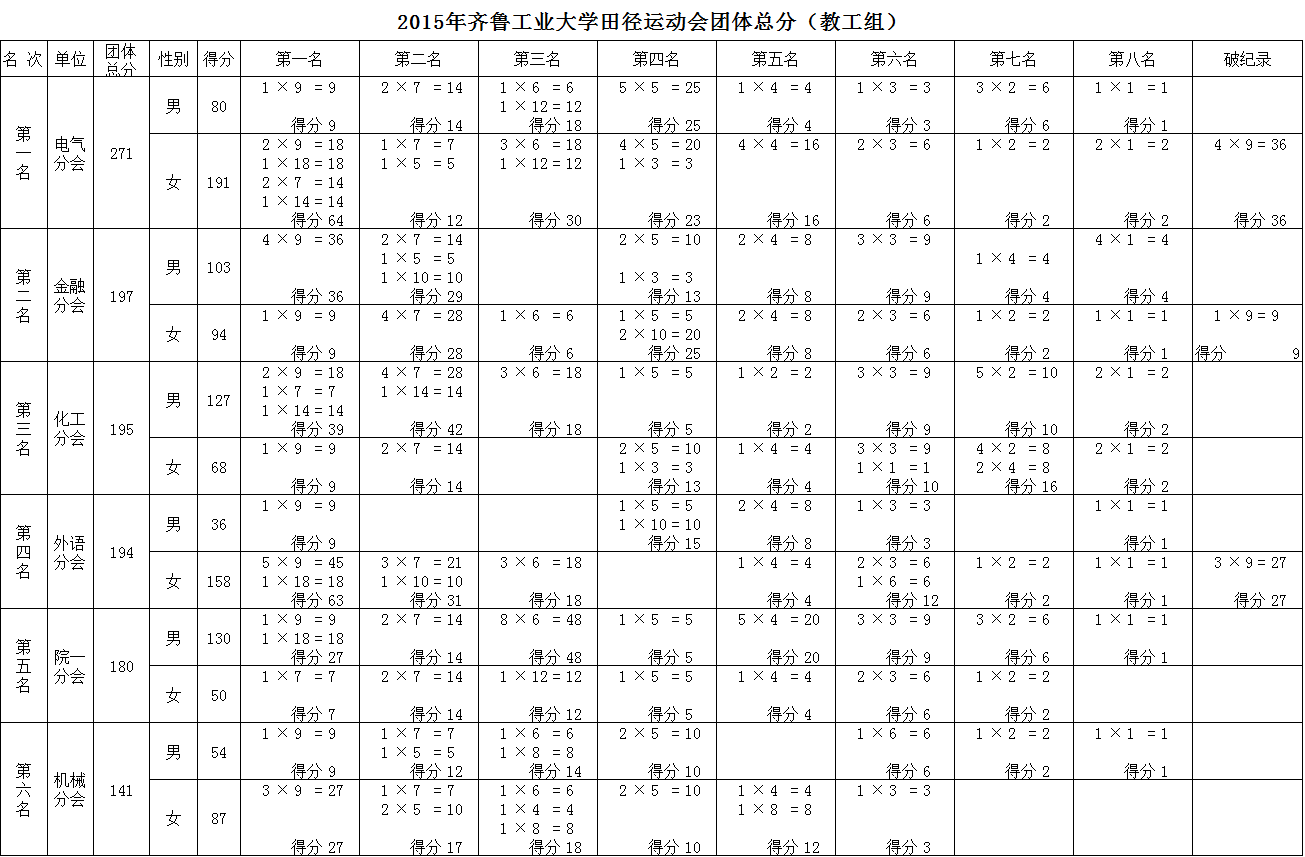 2015年齐鲁工业大学田径运动会团体总分（教工组）
名 次 单位 团体总分 性别 得分 第一名 第二名 第三名 第四名 第五名 第六名 第七名 第八名 破纪录
第一名 电气分会 271
男 80
1 × 9 = 9 2 × 7 = 14 1 × 6 = 6 5 × 5 = 25 1 × 4 = 4 1 × 3 = 3 3 × 2 = 6 1 × 1 = 1
1 × 12 = 12
得分 9 得分 14 得分 18 得分 25 得分 4 得分 3 得分 6 得分 1
女 191
2 × 9 = 18 1 × 7 = 7 3 × 6 = 18 4 × 5 = 20 4 × 4 = 16 2 × 3 = 6 1 × 2 = 2 2 × 1 = 2 4 × 9 = 36
1 × 18 = 18 1 × 5 = 5 1 × 12 = 12 1 × 3 = 3
2 × 7 = 14
1 × 14 = 14
得分 64 得分 12 得分 30 得分 23 得分 16 得分 6 得分 2 得分 2 得分 36
第二名 金融分会 197
男 103
4 × 9 = 36 2 × 7 = 14 2 × 5 = 10 2 × 4 = 8 3 × 3 = 9 4 × 1 = 4
1 × 5 = 5 1 × 4 = 4
1 × 10 = 10 1 × 3 = 3
得分 36 得分 29 得分 13 得分 8 得分 9 得分 4 得分 4
女 94
1 × 9 = 9 4 × 7 = 28 1 × 6 = 6 1 × 5 = 5 2 × 4 = 8 2 × 3 = 6 1 × 2 = 2 1 × 1 = 1 1 × 9 = 9
2 × 10 = 20
得分 9 得分 28 得分 6 得分 25 得分 8 得分 6 得分 2 得分 1 得分 9
第三名 化工分会 195
男 127
2 × 9 = 18 4 × 7 = 28 3 × 6 = 18 1 × 5 = 5 1 × 2 = 2 3 × 3 = 9 5 × 2 = 10 2 × 1 = 2
1 × 7 = 7 1 × 14 = 14
1 × 14 = 14
得分 39 得分 42 得分 18 得分 5 得分 2 得分 9 得分 10 得分 2
女 68
1 × 9 = 9 2 × 7 = 14 2 × 5 = 10 1 × 4 = 4 3 × 3 = 9 4 × 2 = 8 2 × 1 = 2
1 × 3 = 3 1 × 1 = 1 2 × 4 = 8
得分 9 得分 14 得分 13 得分 4 得分 10 得分 16 得分 2
第四名 外语分会 194
男 36
1 × 9 = 9 1 × 5 = 5 2 × 4 = 8 1 × 3 = 3 1 × 1 = 1
1 × 10 = 10
得分 9 得分 15 得分 8 得分 3 得分 1
女 158
5 × 9 = 45 3 × 7 = 21 3 × 6 = 18 1 × 4 = 4 2 × 3 = 6 1 × 2 = 2 1 × 1 = 1 3 × 9 = 27
1 × 18 = 18 1 × 10 = 10 1 × 6 = 6
得分 63 得分 31 得分 18 得分 4 得分 12 得分 2 得分 1 得分 27
第五名 院一分会 180
男 130
1 × 9 = 9 2 × 7 = 14 8 × 6 = 48 1 × 5 = 5 5 × 4 = 20 3 × 3 = 9 3 × 2 = 6 1 × 1 = 1
1 × 18 = 18
得分 27 得分 14 得分 48 得分 5 得分 20 得分 9 得分 6 得分 1
女 50
1 × 7 = 7 2 × 7 = 14 1 × 12 = 12 1 × 5 = 5 1 × 4 = 4 2 × 3 = 6 1 × 2 = 2
得分 7 得分 14 得分 12 得分 5 得分 4 得分 6 得分 2
第六名 机械分会 141
男 54
1 × 9 = 9 1 × 7 = 7 1 × 6 = 6 2 × 5 = 10 1 × 6 = 6 1 × 2 = 2 1 × 1 = 1
1 × 5 = 5 1 × 8 = 8
得分 9 得分 12 得分 14 得分 10 得分 6 得分 2 得分 1
女 87
3 × 9 = 27 1 × 7 = 7 1 × 6 = 6 2 × 5 = 10 1 × 4 = 4 1 × 3 = 3
2 × 5 = 10 1 × 4 = 4 1 × 8 = 8
1 × 8 = 8
得分 27 得分 17 得分 18 得分 10 得分 12 得分 3